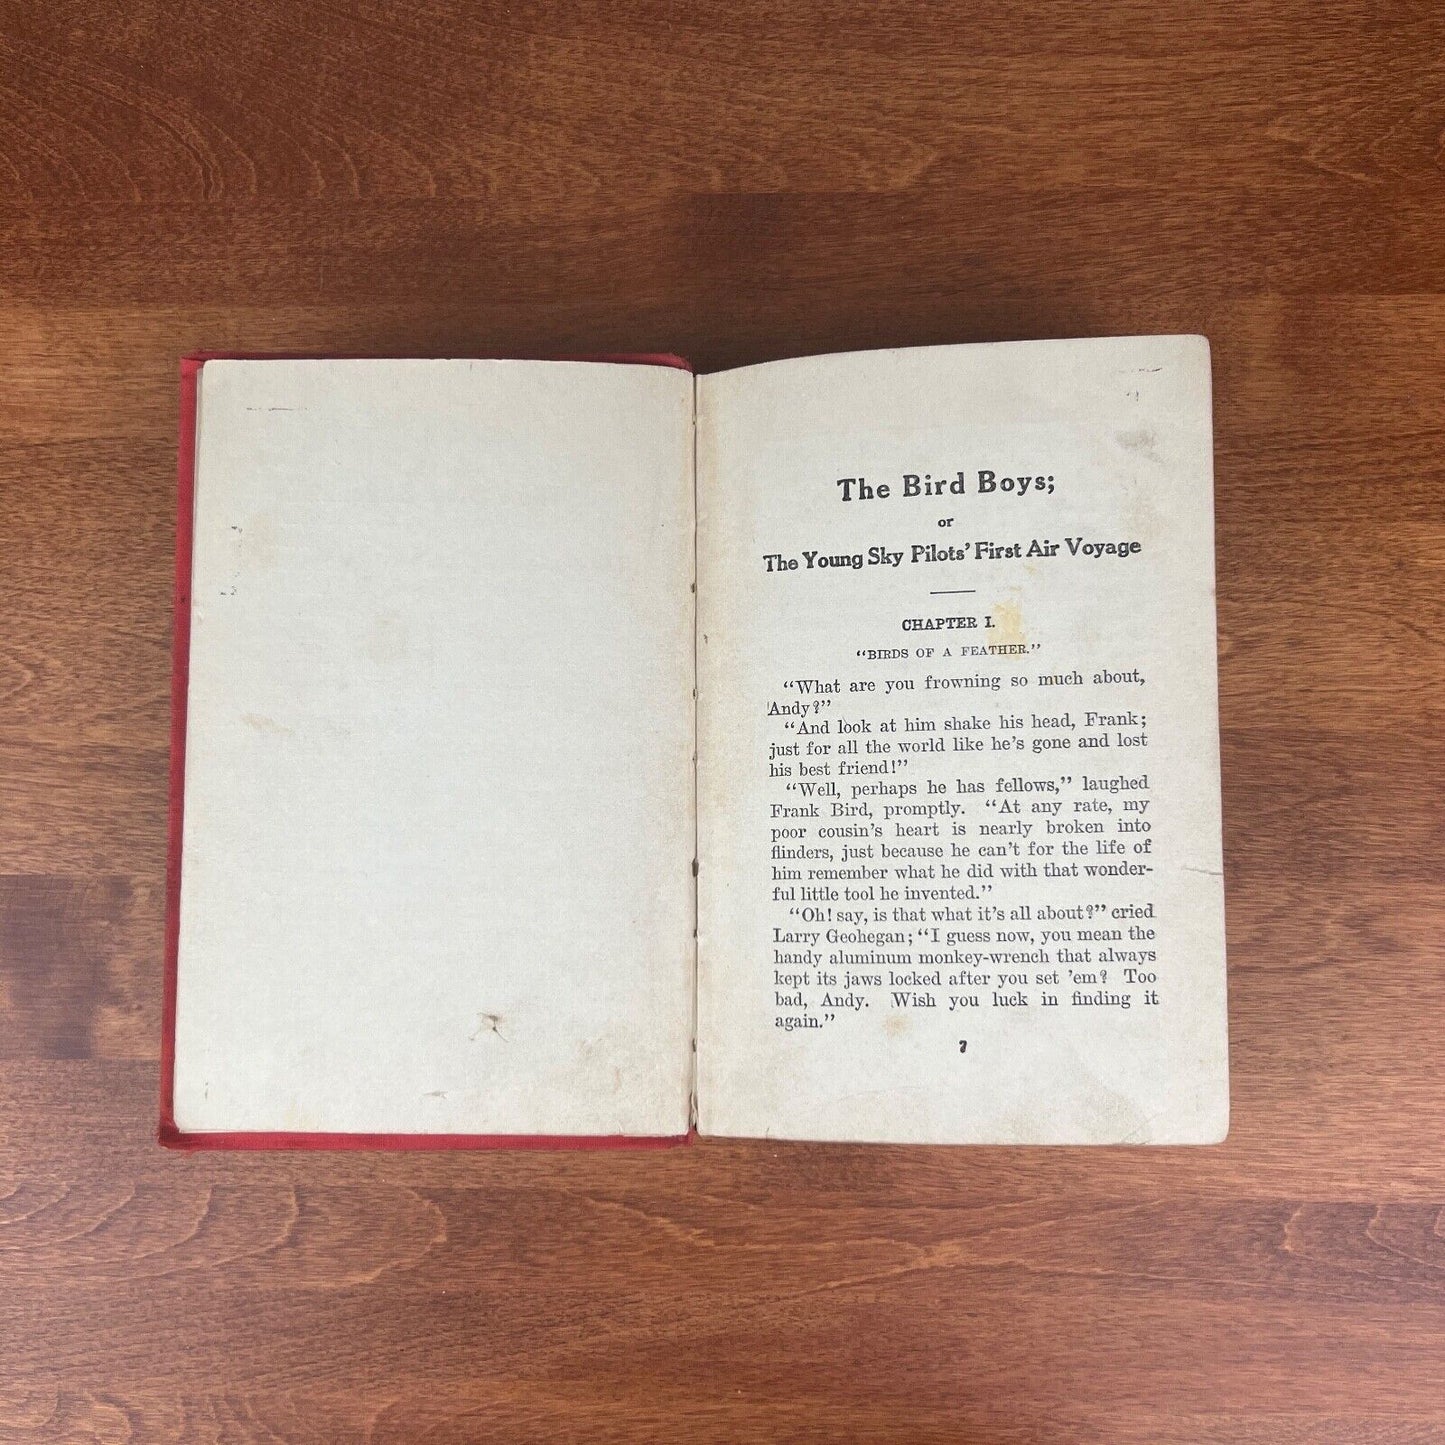 The Bird Boys;
or
The Young Sky Pilots' First Air Voyage
CHAPTER I.
"BIRDS OF A FEATHER."
"What are you frowning so much about,
Andy?"
"And look at him shake his head, Frank;
just for all the world like he's gone and lost
his best friend!"
"Well, perhaps he has fellows," laughed
Frank Bird, promptly. "At any rate, my
poor cousin's heart is nearly broken into
flinders, just because he can't for the life of
him remember what he did with that wonder-
ful little tool he invented."
"Oh! say, is that what it's all about?" cried
Larry Geohegan; "I guess now, you mean the
handy aluminum monkey-wrench that always
kept its jaws locked after you set 'em? Too
bad, Andy. Wish you luck in finding it
again."
7